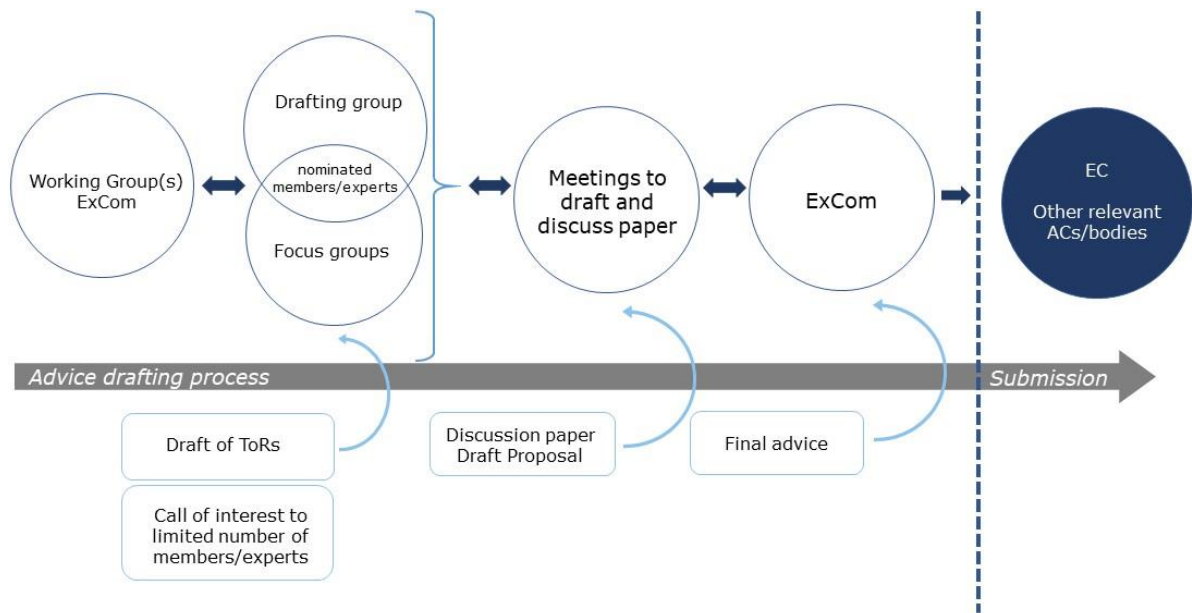 Working Group(s)
ExCom
Drafting group
nominated
members/experts
Focus groups
Meetings to
draft and
discuss paper
ExCom
EC
Other relevant
ACs/bodies
Advice drafting process
Submission
Draft of ToRs
Call of interest to
limited number of
members/experts
Discussion paper
Draft Proposal
Final advice